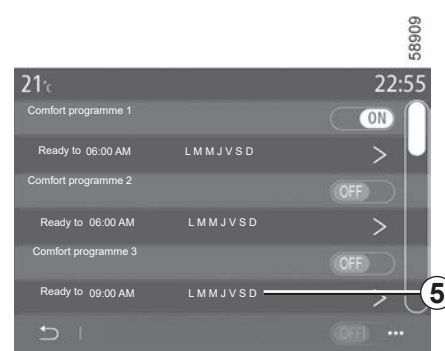 58909
21°c 22:55
Comfort programme 1 ON
Ready to 06:00 AM L M M J V S D >
Comfort programme 2 OFF
Ready to 06:00 AM L M M J V S D >
Comfort programme 3 OFF
Ready to 09:00 AM L M M J V S D > 5
OFF ...